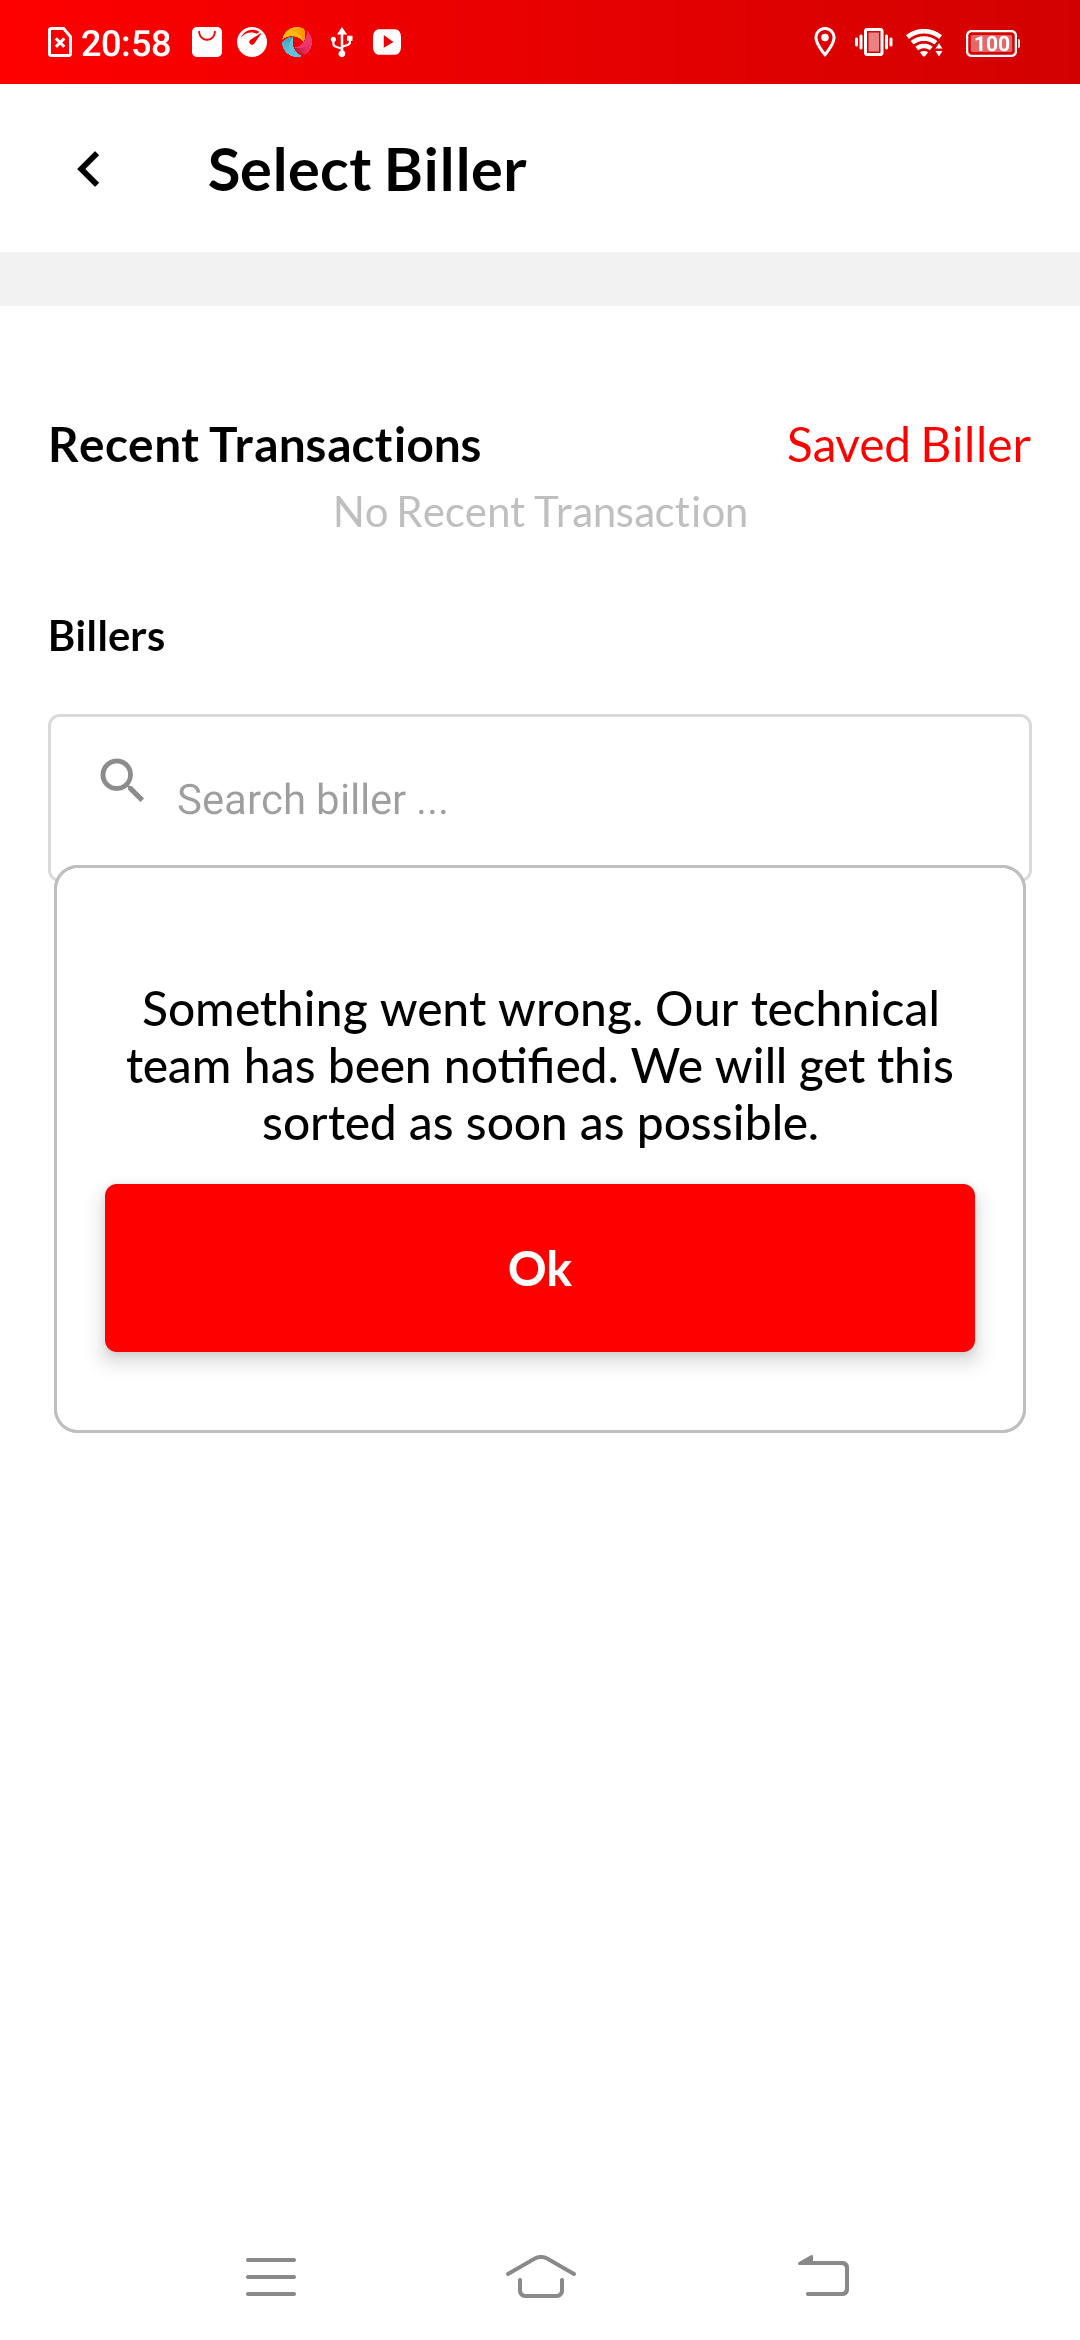 20:58
100
Select Biller
Recent Transactions
Saved Biller
No Recent Transaction
Billers
Search biller ...
Something went wrong. Our technical
team has been notified. We will get this
sorted as soon as possible.
Ok